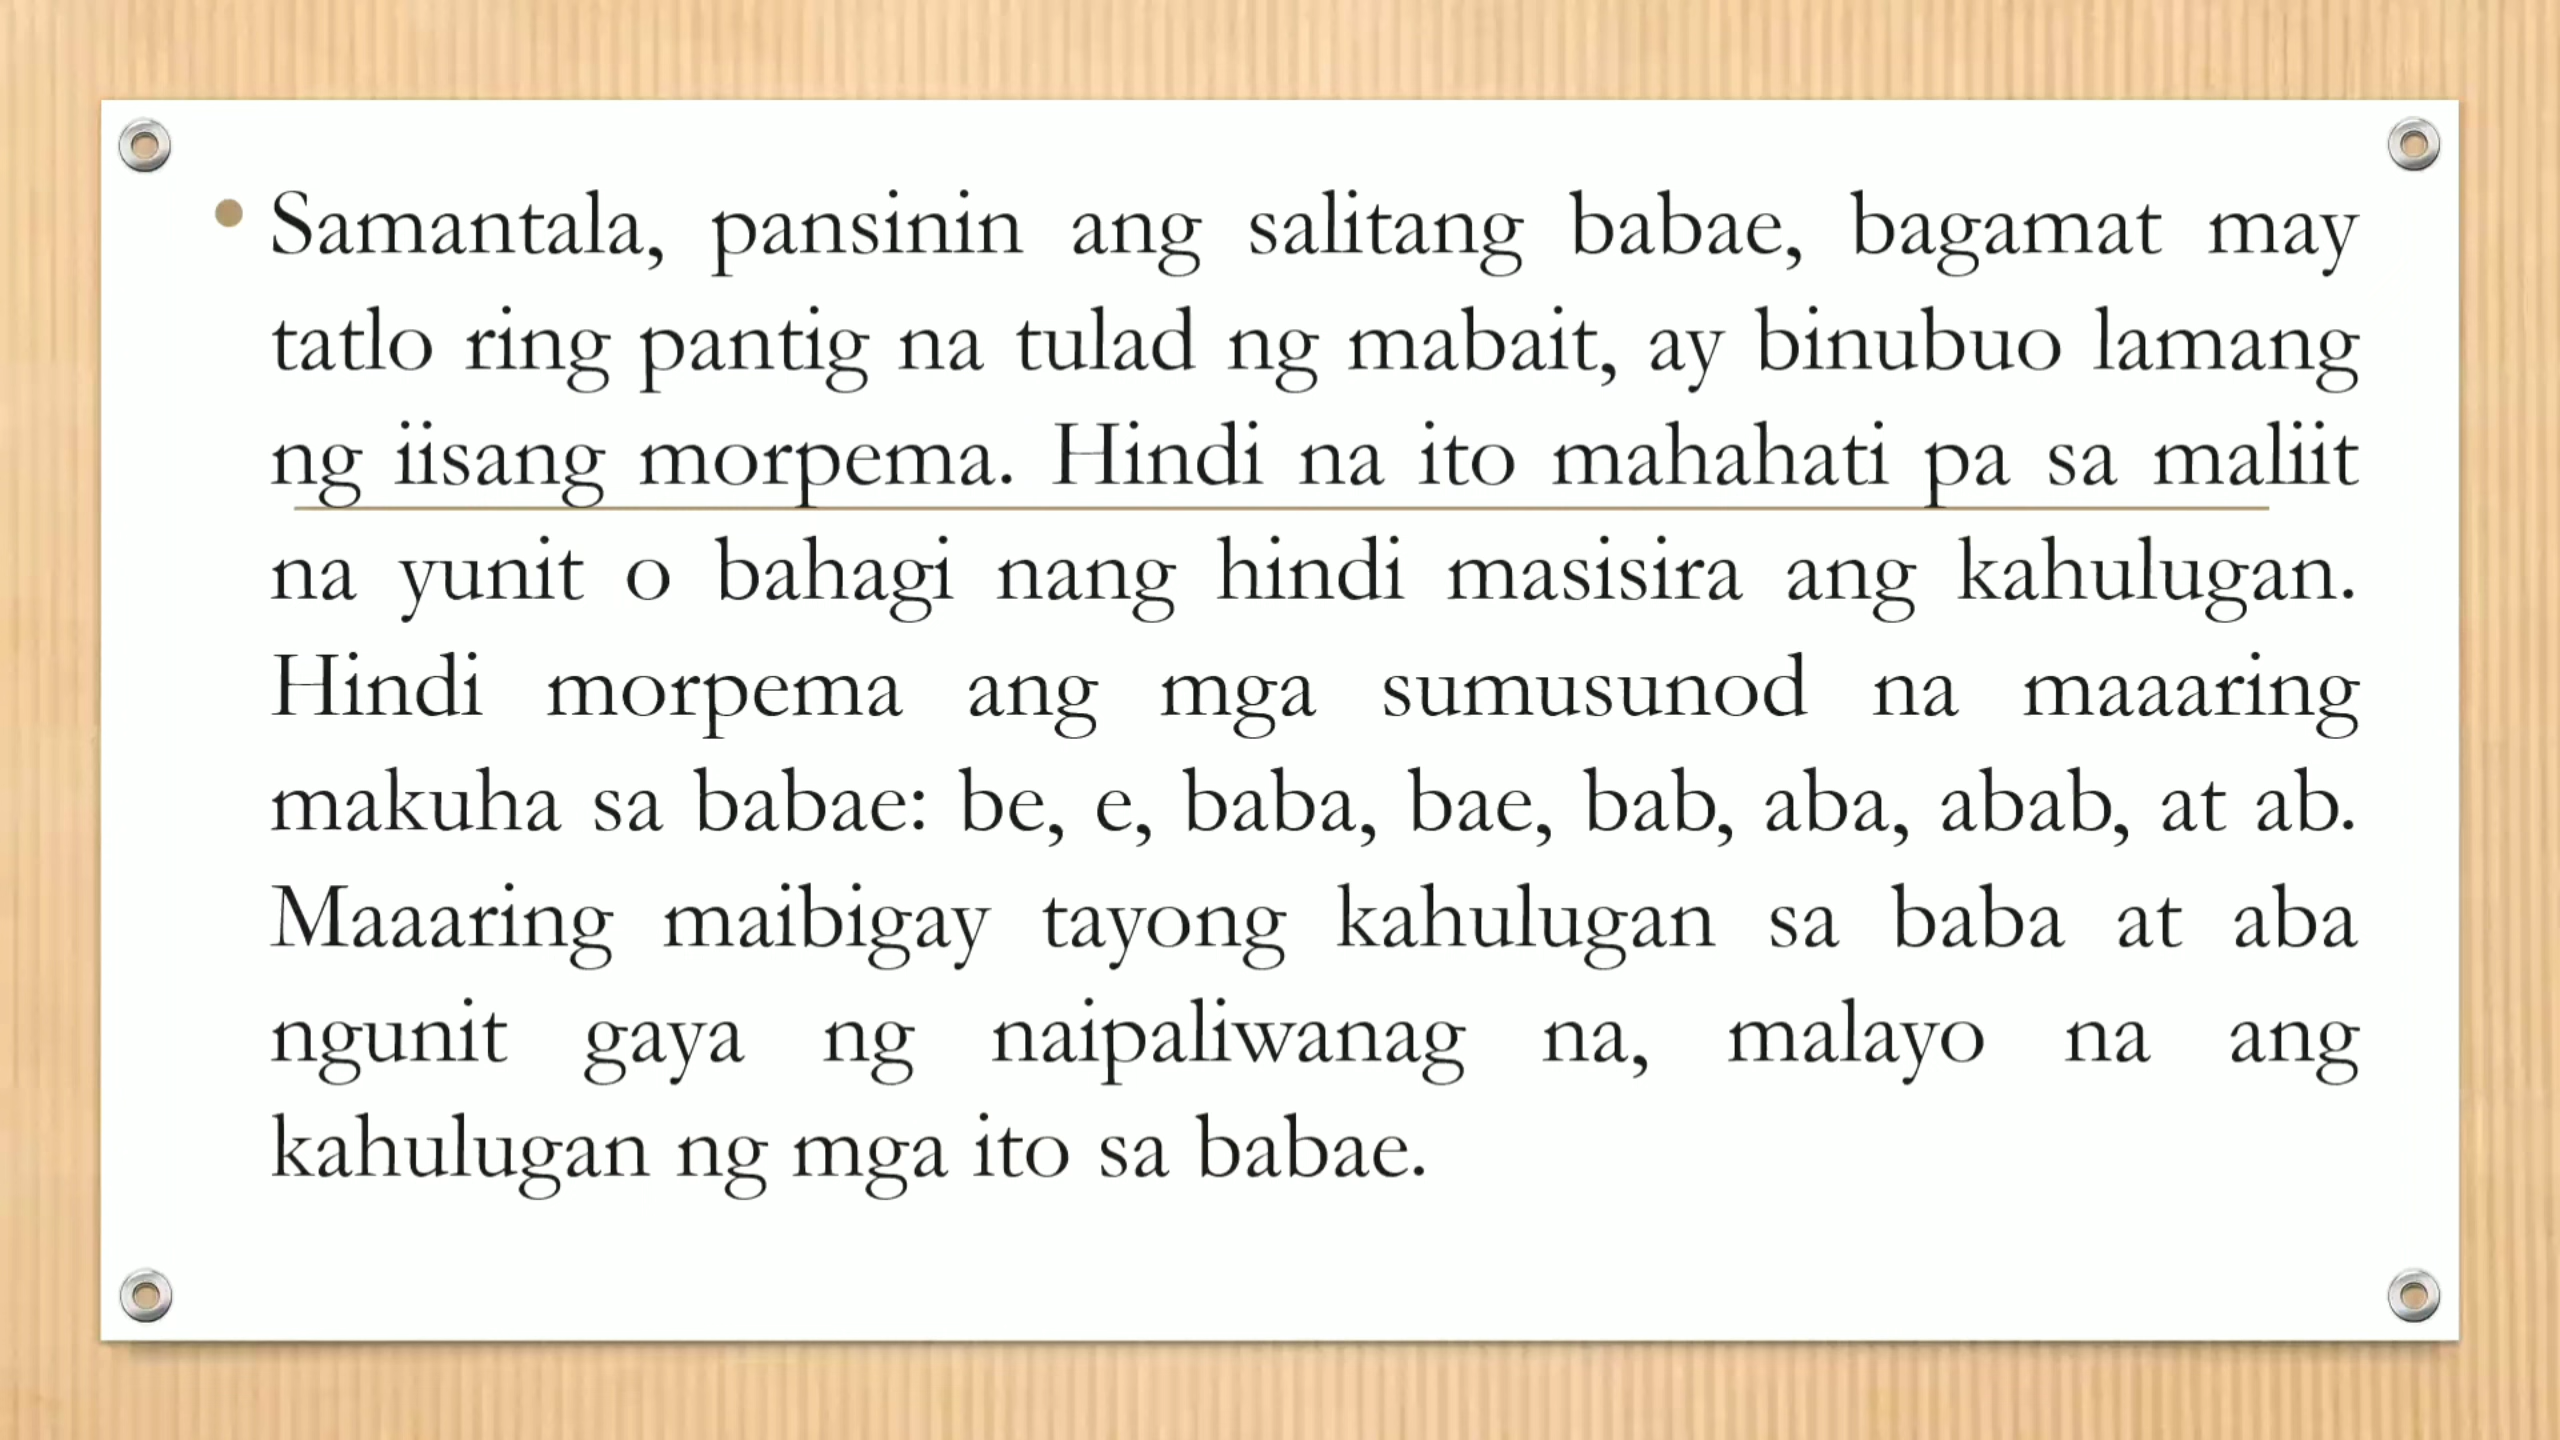 • Samantala, pansinin ang salitang babae, bagamat may
tatlo ring pantig na tulad ng mabait, ay binubuo lamang
ng iisang morpema. Hindi na ito mahahati pa sa maliit
na yunit o bahagi nang hindi masisira ang kahulugan.
Hindi morpema ang mga sumusunod na maaaring
makuha sa babae: be, e, baba, bae, bab, aba, abab, at ab.
Maaaring maibigay tayong kahulugan sa baba at aba
ngunit gaya ng naipaliwanag na, malayo na ang
kahulugan ng mga ito sa babae.